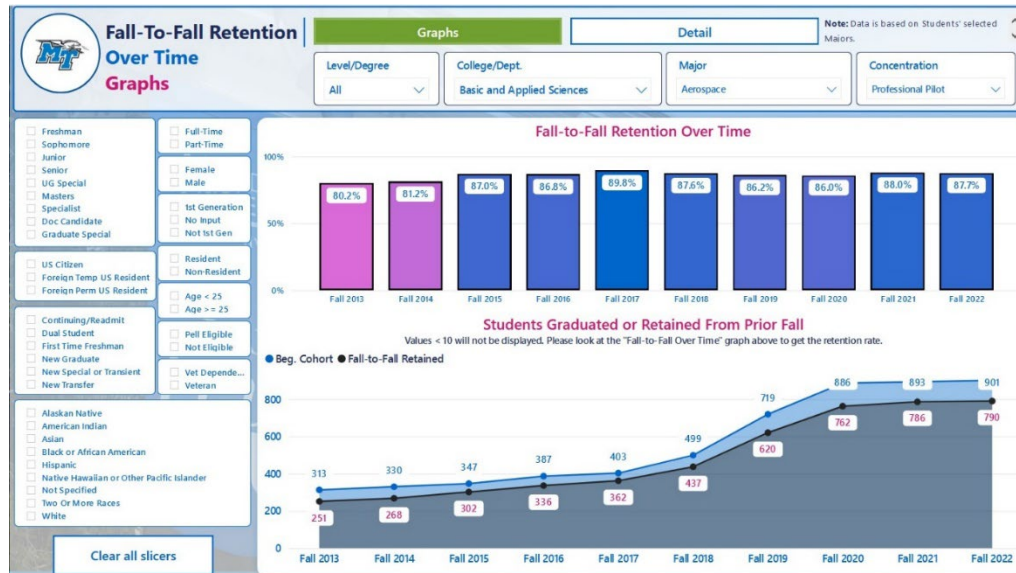 MT
Fall-To-Fall Retention
Over Time
Graphs
Graphs
Detail
Note: Data is based on Students' selected
Majors.
Level/Degree
All
College/Dept.
Basic and Applied Sciences
Major
Aerospace
Concentration
Professional Pilot
Freshman
Sophomore
Junior
Senior
UG Special
Masters
Specialist
Doc Candidate
Graduate Special
US Citizen
Foreign Temp US Resident
Foreign Perm US Resident
Continuing/Readmit
Dual Student
First Time Freshman
New Graduate
New Special or Transient
New Transfer
Full-Time
Part-Time
Female
Male
1st Generation
No Input
Not 1st Gen
Resident
Non-Resident
Age < 25
Age >= 25
Pell Eligible
Not Eligible
Vet Depende...
Veteran
Alaskan Native
American Indian
Asian
Black or African American
Hispanic
Native Hawaiian or Other Pacific Islander
Not Specified
Two Or More Races
White
Clear all slicers
Fall-to-Fall Retention Over Time
100%
50%
0%
80.2% 81.2% 87.0% 86.8% 89.8% 87.6% 86.2% 86.0% 88.0% 87.7%
Fall 2013 Fall 2014 Fall 2015 Fall 2016 Fall 2017 Fall 2018 Fall 2019 Fall 2020 Fall 2021 Fall 2022
Students Graduated or Retained From Prior Fall
Values < 10 will not be displayed. Please look at the "Fall-to-Fall Over Time" graph above to get the retention rate.
Beg. Cohort Fall-to-Fall Retained
800
600
400
200
0
313 330 347 387 403 499 719 886 893 901
251 268 302 336 362 437 620 762 786 790
Fall 2013 Fall 2014 Fall 2015 Fall 2016 Fall 2017 Fall 2018 Fall 2019 Fall 2020 Fall 2021 Fall 2022